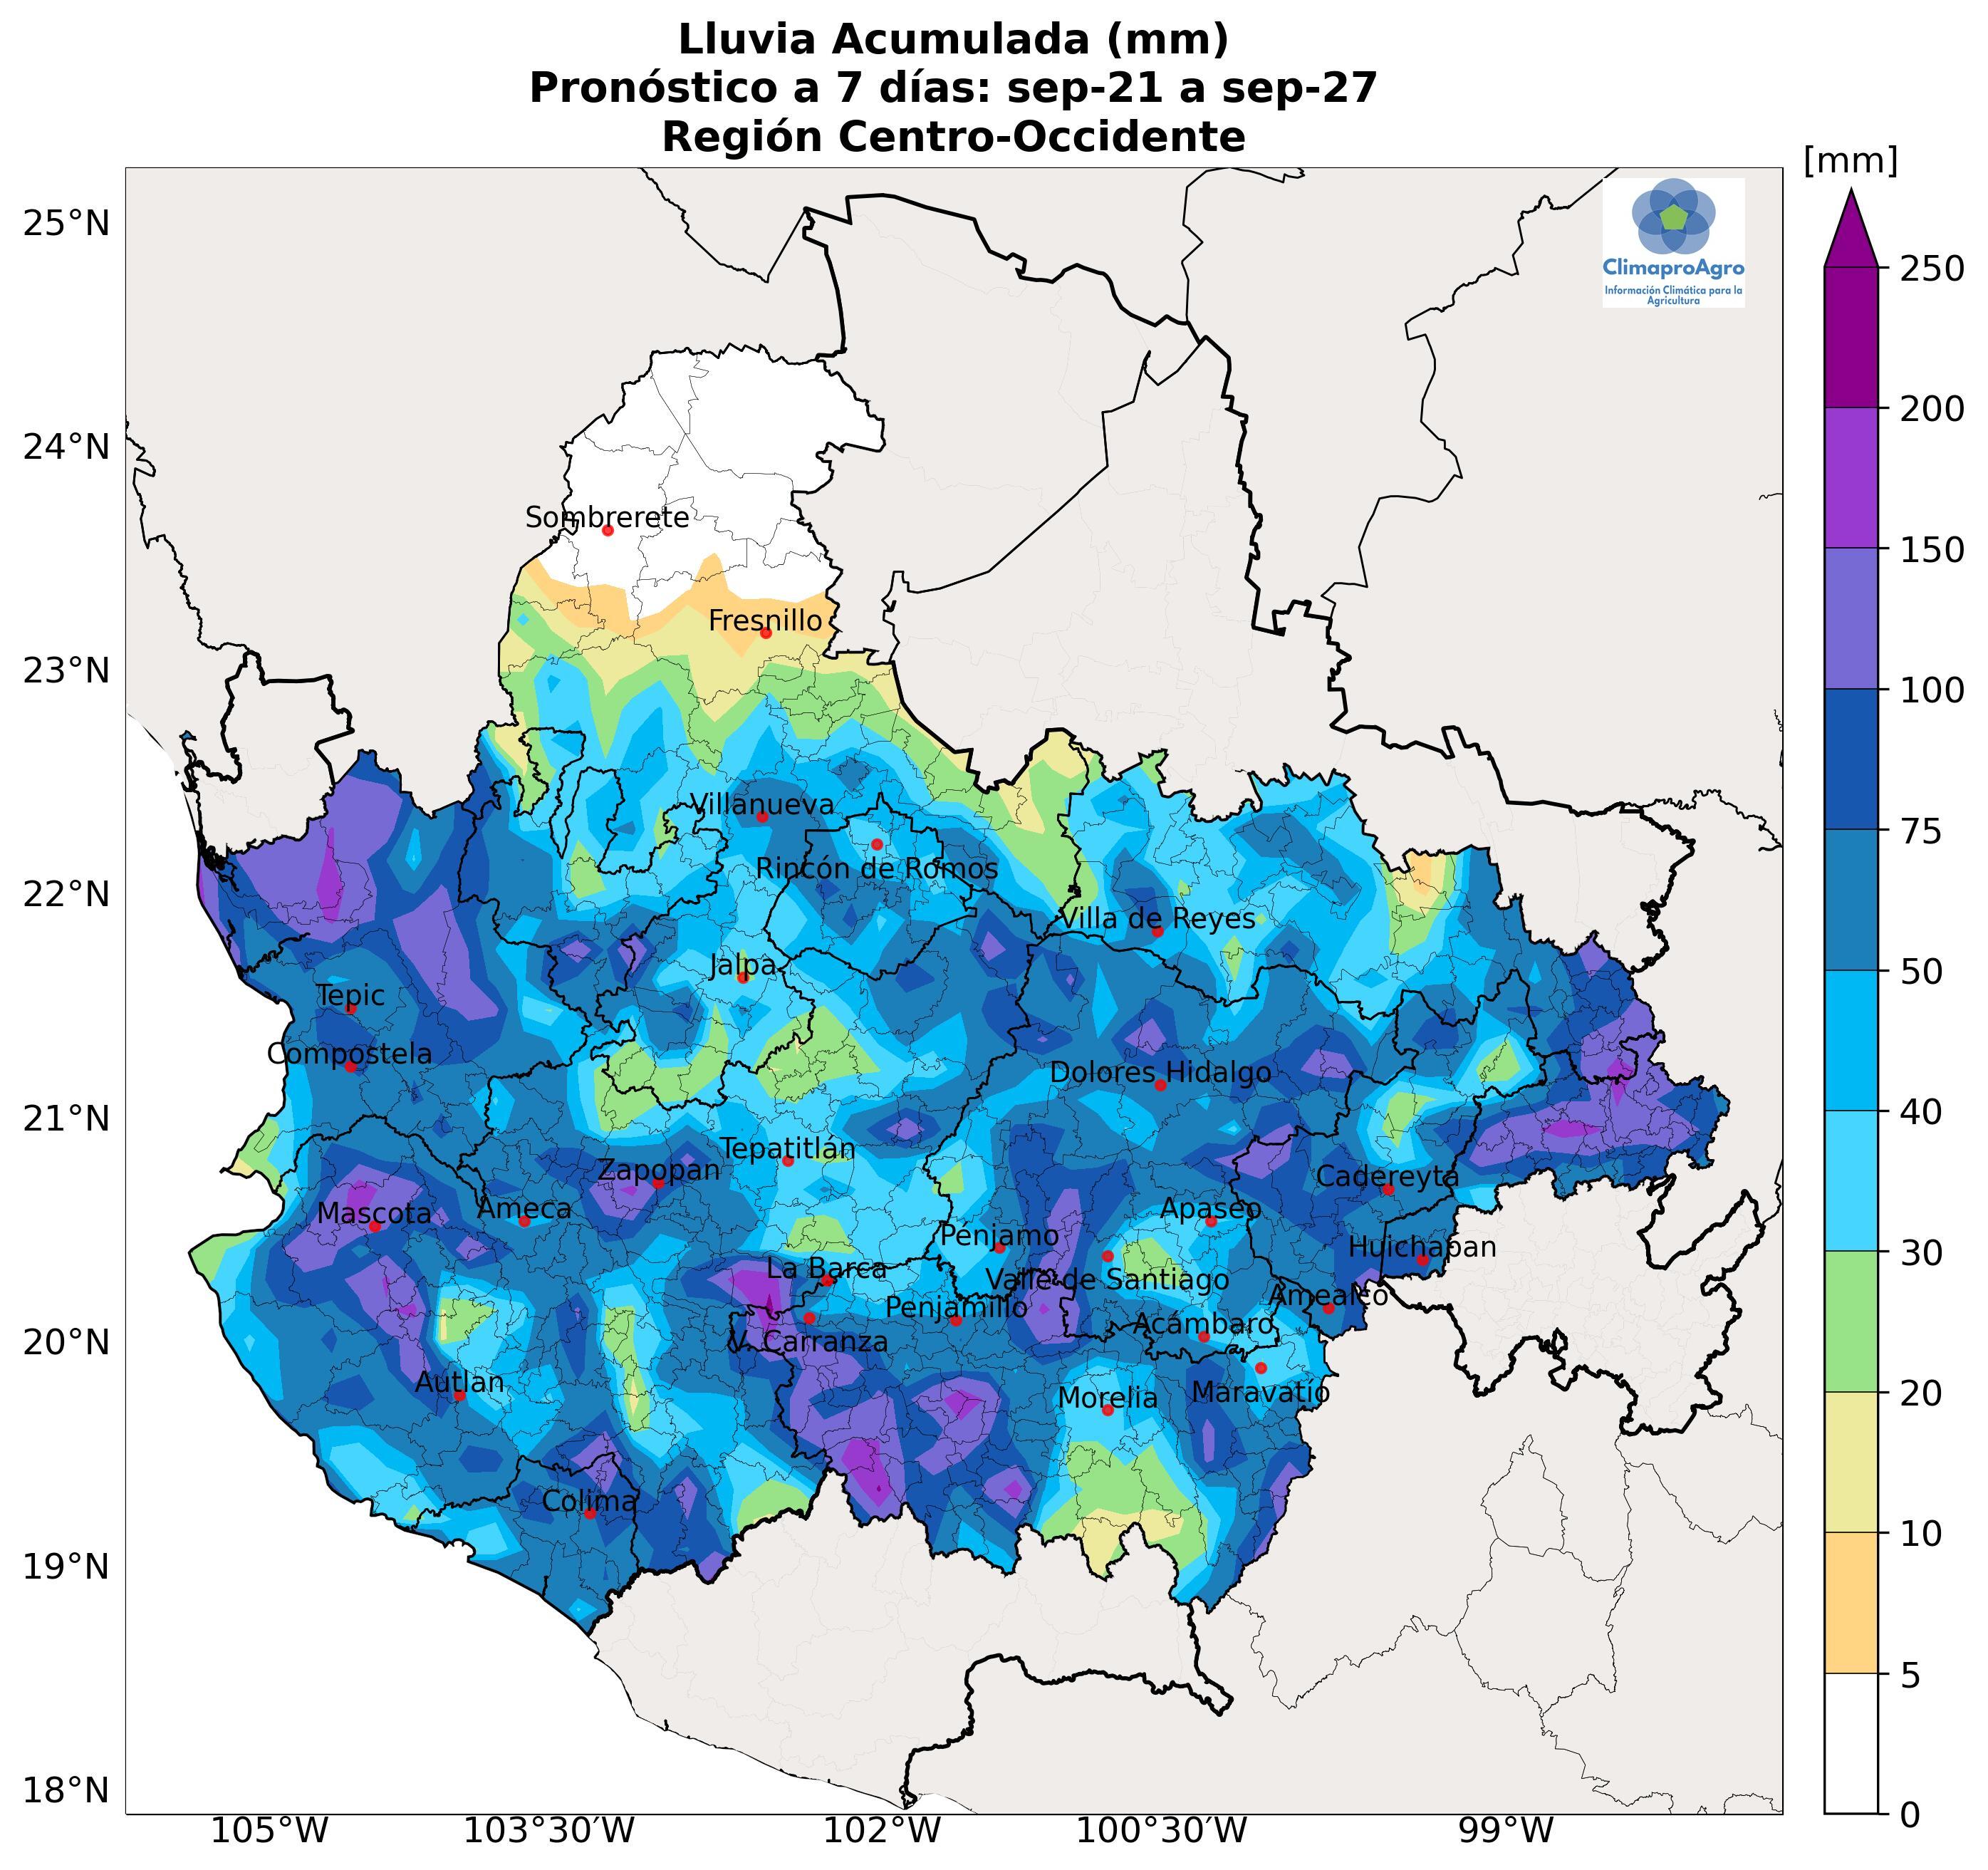 Lluvia Acumulada (mm)
Pronóstico a 7 días: sep-21 a sep-27
Región Centro-Occidente
[mm]
ClimaproAgro
Información Climática para la
Agricultura
25°N
24°N
23°N
22°N
21°N
20°N
19°N
18°N
Sombrerete
Fresnillo
Villanueva
Rincón de Romos
Villa de Reyes
Jalpa
Tepic
Compostela
Dolores Hidalgo
Tepatitlán
Zapopan
Cadereyta
Mascota
Ameca
Apaseo
Pénjamo
Huichapan
La Barca
Valle de Santiago
Amealco
Penjamillo
Acámbaro
V. Carranza
Autlán
Morelia
Maravatío
Colima
250
200
150
100
75
50
40
30
20
10
5
0
105°W
103°30'W
102°W
100°30'W
99°W